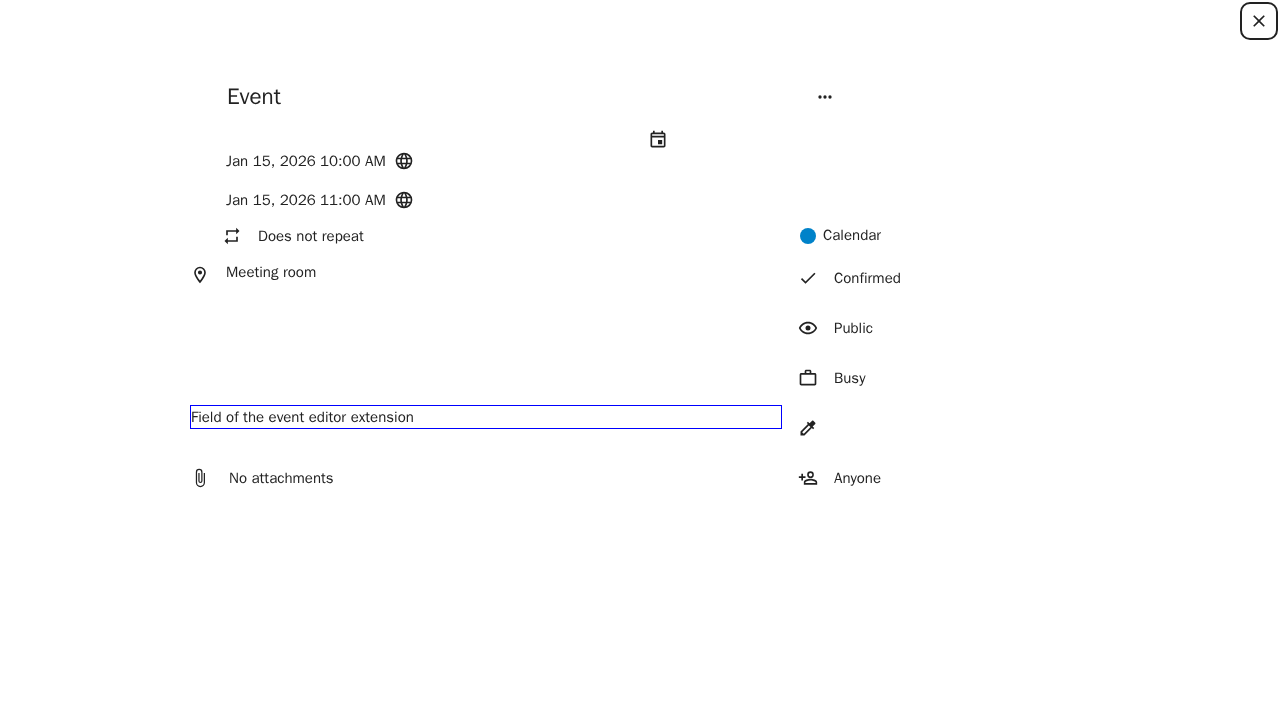 Event
Jan 15, 2026 10:00 AM
Jan 15, 2026 11:00 AM
Does not repeat
Meeting room
Field of the event editor extension
No attachments
Calendar
Confirmed
Public
Busy
Anyone